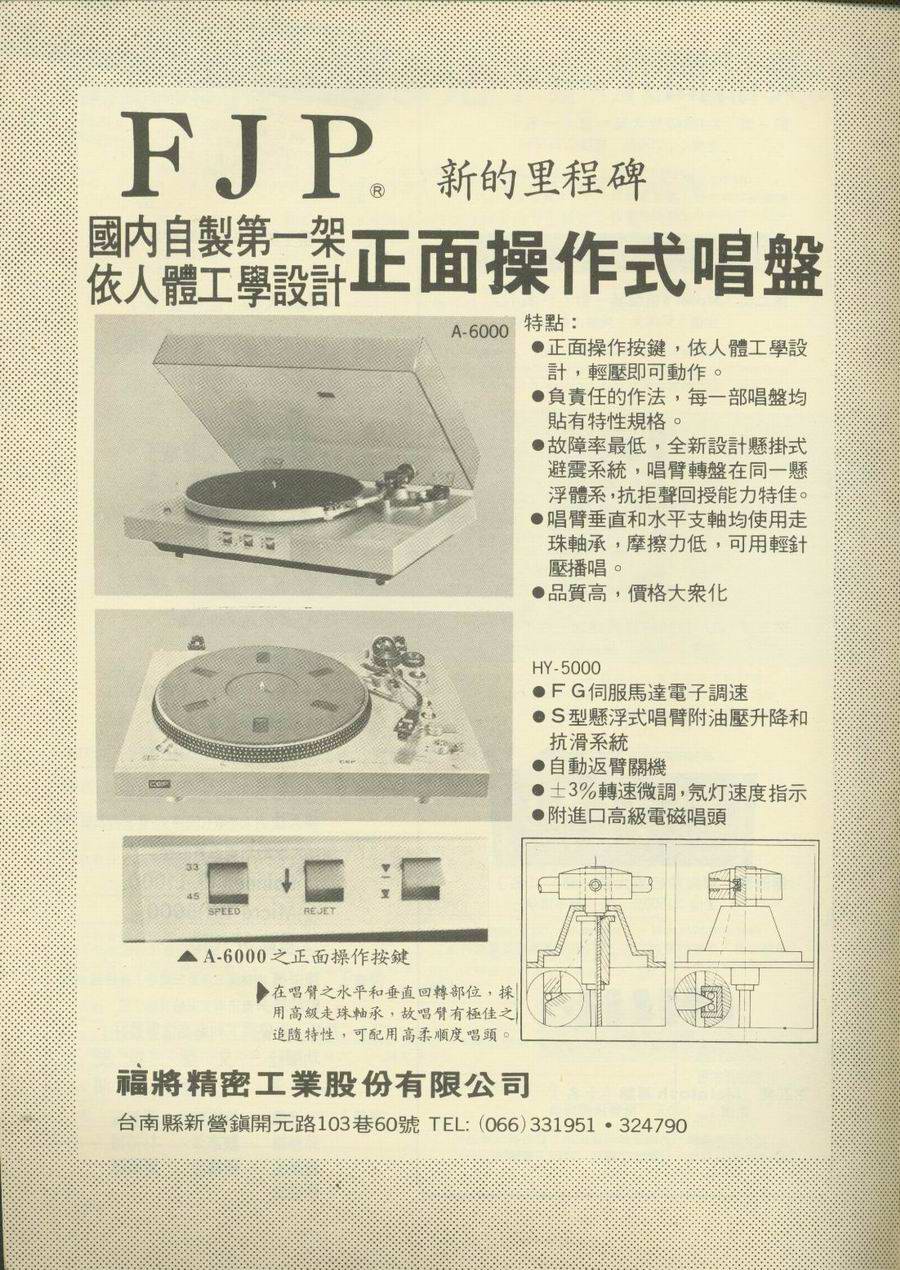 FJP®
新的里程碑
國內自製第一架
依人體工學設計
正面操作式唱盤
A-6000
特點：
●正面操作按鍵，依人體工學設
計，輕壓即可動作。
●負責任的作法，每一部唱盤均
貼有特性規格。
●故障率最低，全新設計懸掛式
避震系統，唱臂轉盤在同一懸
浮體系，抗拒聲回授能力特佳。
●唱臂垂直和水平支軸均使用走
珠軸承，摩擦力低，可用輕針
壓播唱。
●品質高，價格大衆化
HY-5000
●FG伺服馬達電子調速
●S型懸浮式唱臂附油壓升降和
抗滑系統
●自動返臂關機
●±3%轉速微調，氖灯速度指示
●附進口高級電磁唱頭
33
45
SPEED
REJET
▲A-6000之正面操作按鍵
▶在唱臂之水平和垂直回轉部位，採
用高級走珠軸承，故唱臂有極佳之
追隨特性，可配用高柔順度唱頭。
福將精密工業股份有限公司
台南縣新營鎮開元路103巷60號 TEL: (066)331951•324790